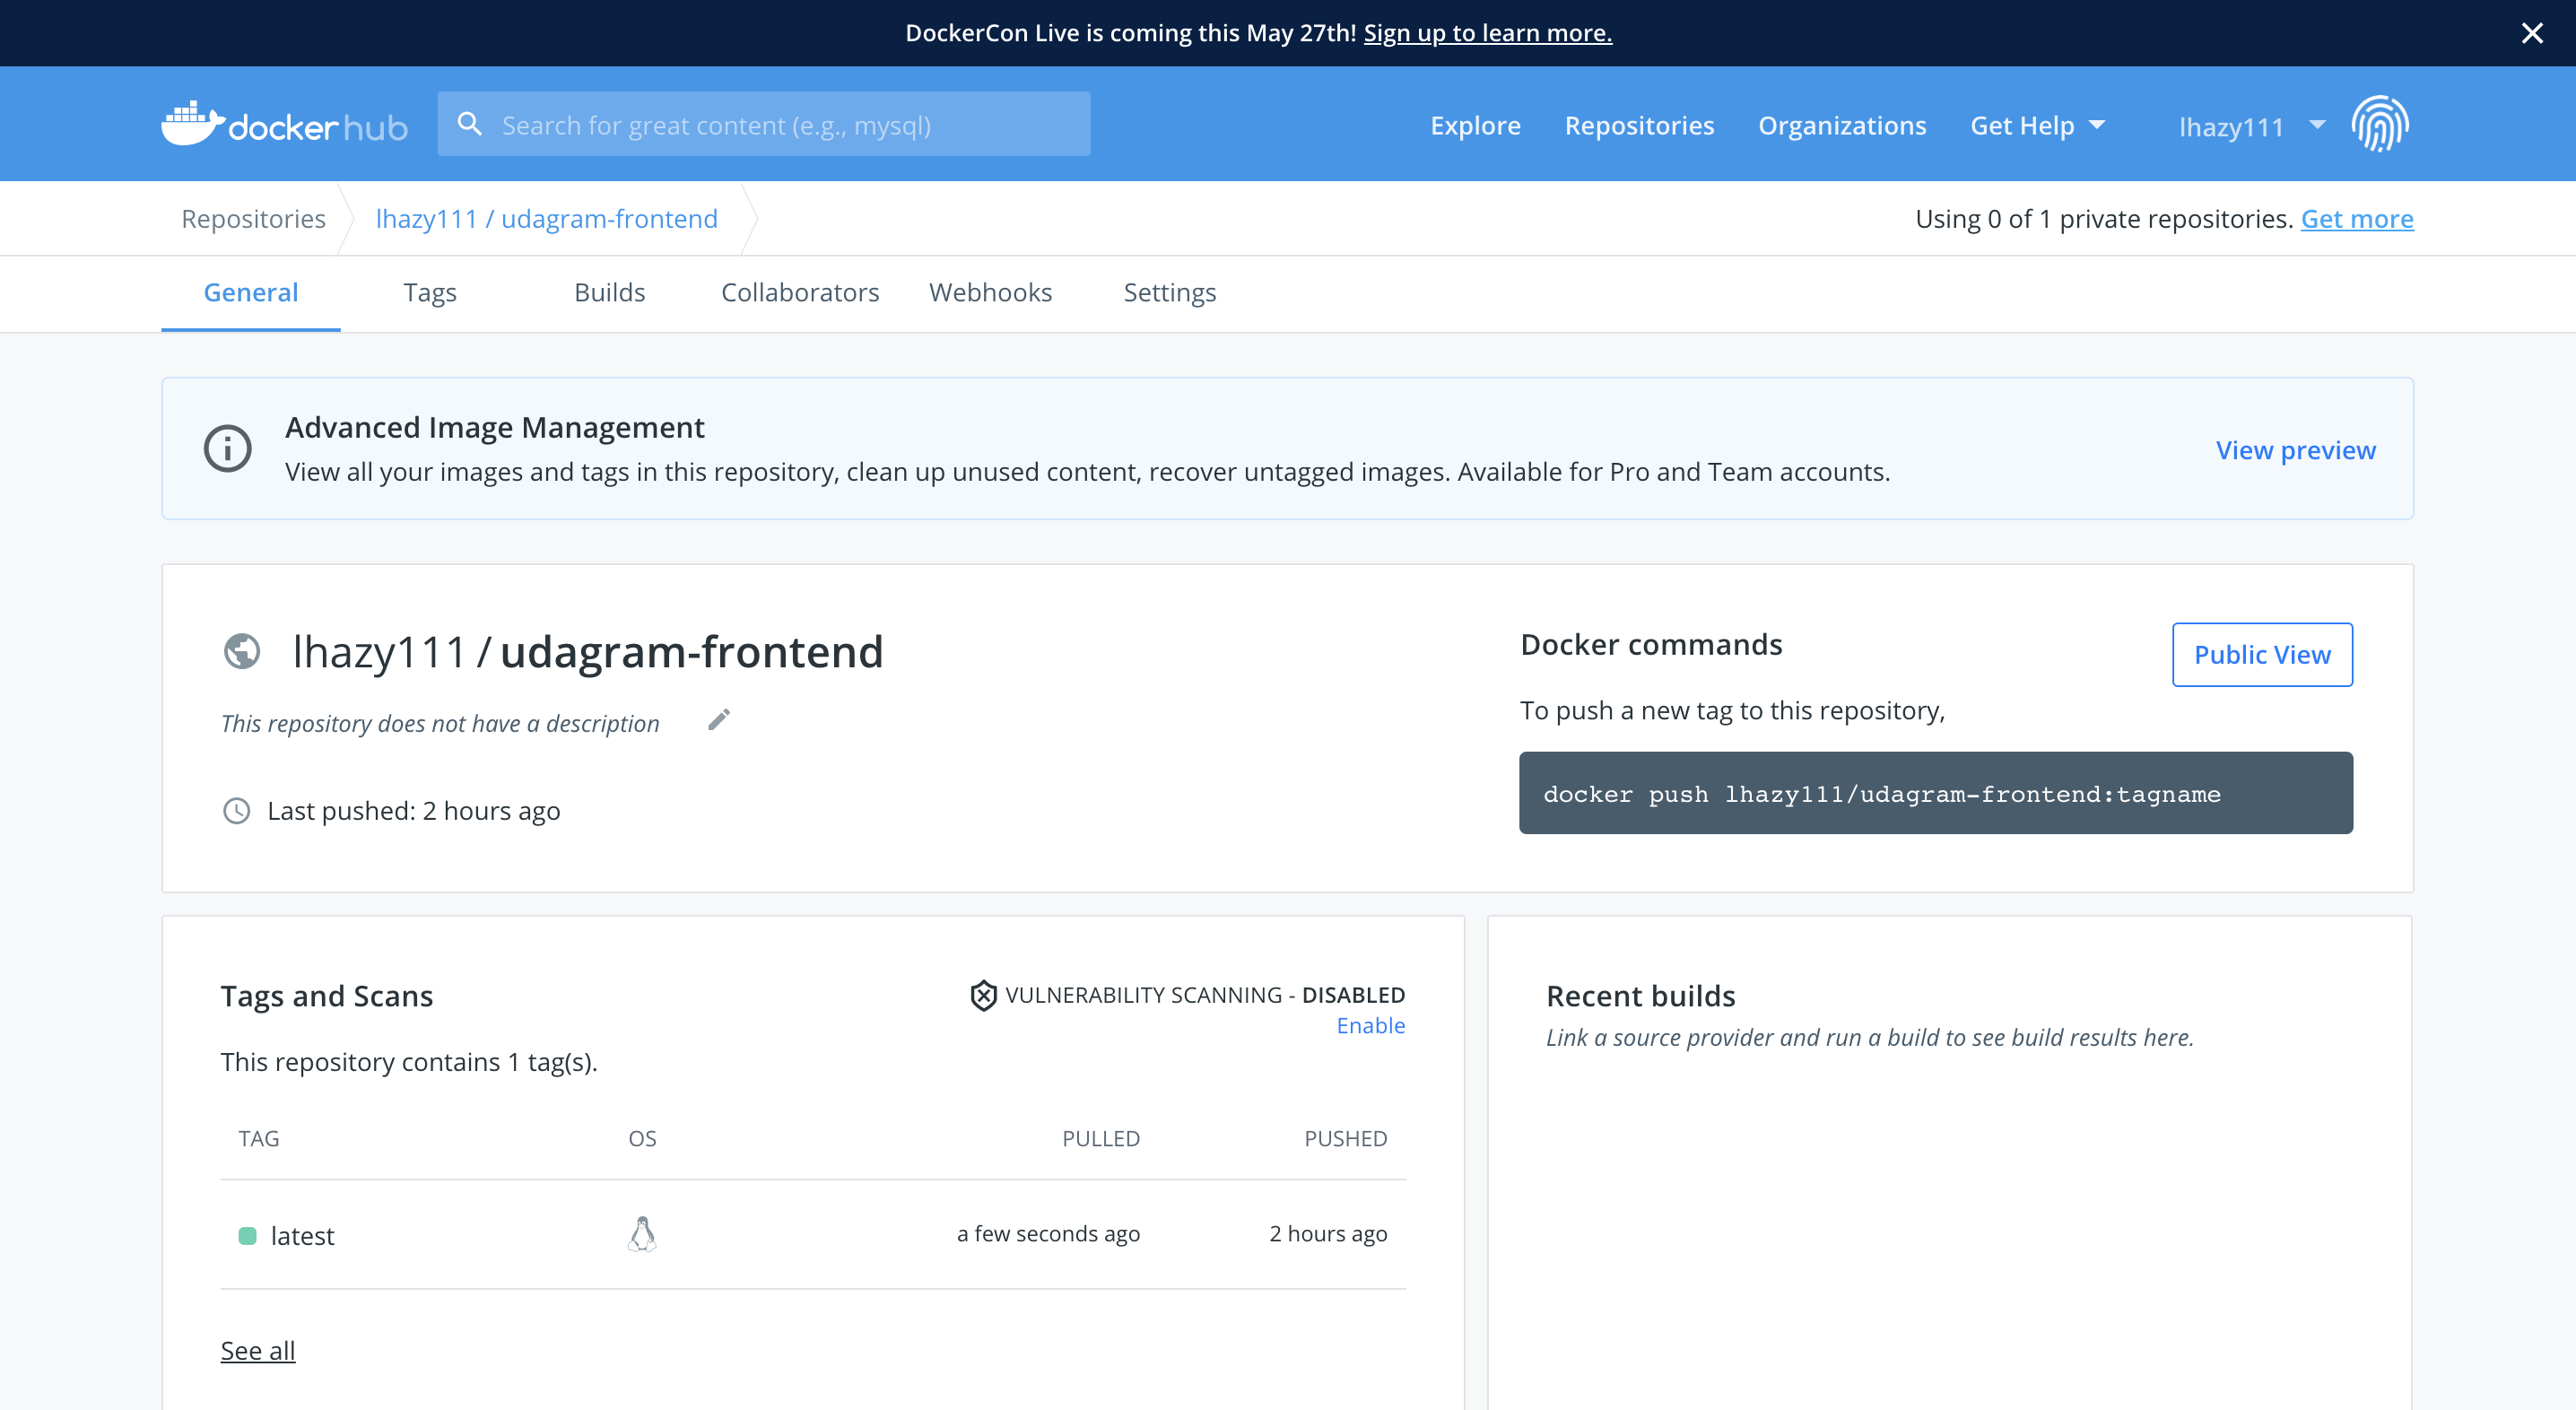 DockerCon Live is coming this May 27th! Sign up to learn more.
docker hub
Search for great content (e.g., mysql)
Explore
Repositories
Organizations
Get Help
lhazy111
Repositories
lhazy111 / udagram-frontend
Using 0 of 1 private repositories. Get more
General
Tags
Builds
Collaborators
Webhooks
Settings
Advanced Image Management
View all your images and tags in this repository, clean up unused content, recover untagged images. Available for Pro and Team accounts.
View preview
lhazy111 / udagram-frontend
This repository does not have a description
Last pushed: 2 hours ago
Docker commands
Public View
To push a new tag to this repository,
docker push lhazy111/udagram-frontend:tagname
Tags and Scans
VULNERABILITY SCANNING - DISABLED
Enable
This repository contains 1 tag(s).
TAG OS PULLED PUSHED
latest a few seconds ago 2 hours ago
See all
Recent builds
Link a source provider and run a build to see build results here.